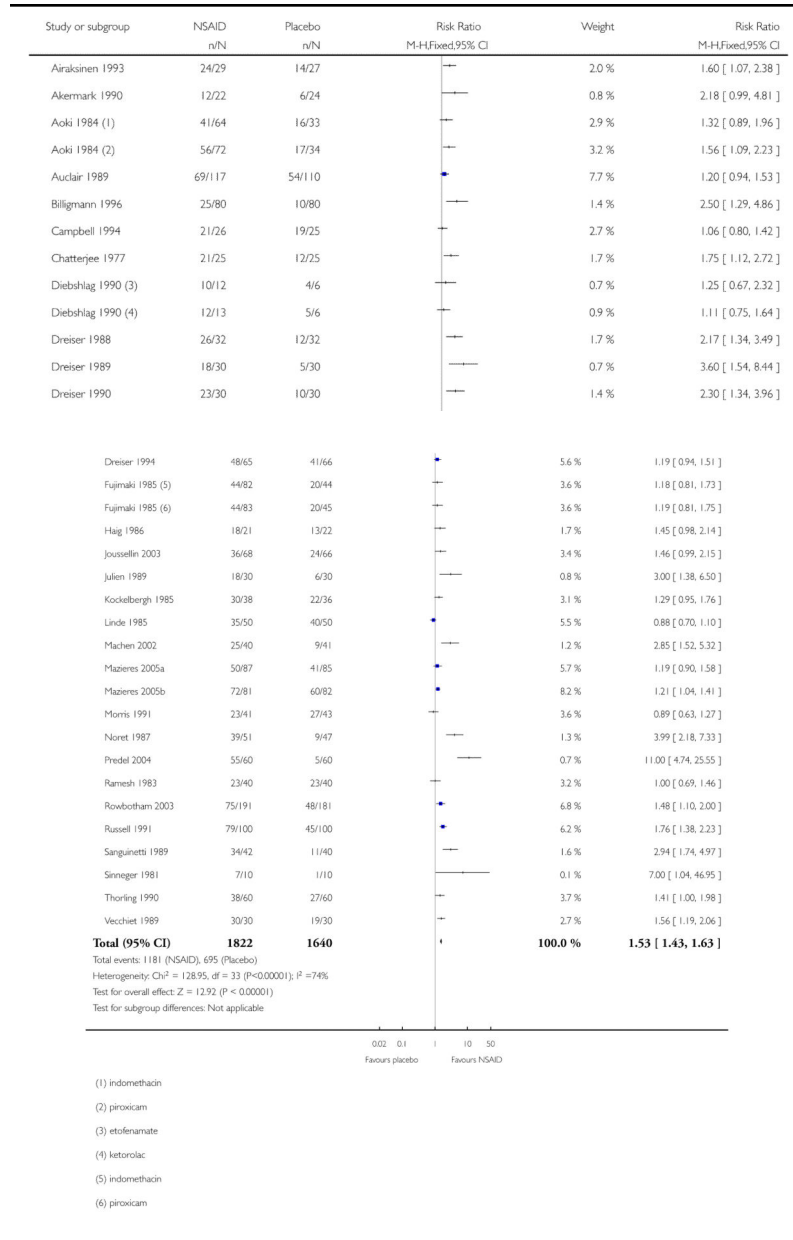 Study or subgroup NSAID Placebo Risk Ratio Weight Risk Ratio
n/N n/N M-H,Fixed,95% CI M-H,Fixed,95% CI
Airaksinen 1993 24/29 14/27 2.0 % 1.60 [ 1.07, 2.38 ]
Akermark 1990 12/22 6/24 0.8 % 2.18 [ 0.99, 4.81 ]
Aoki 1984 (1) 41/64 16/33 2.9 % 1.32 [ 0.89, 1.96 ]
Aoki 1984 (2) 56/72 17/34 3.2 % 1.56 [ 1.09, 2.23 ]
Auclair 1989 69/117 54/110 7.7 % 1.20 [ 0.94, 1.53 ]
Billigmann 1996 25/80 10/80 1.4 % 2.50 [ 1.29, 4.86 ]
Campbell 1994 21/26 19/25 2.7 % 1.06 [ 0.80, 1.42 ]
Chatterjee 1977 21/25 12/25 1.7 % 1.75 [ 1.12, 2.72 ]
Diebshlag 1990 (3) 10/12 4/6 0.7 % 1.25 [ 0.67, 2.32 ]
Diebshlag 1990 (4) 12/13 5/6 0.9 % 1.11 [ 0.75, 1.64 ]
Dreiser 1988 26/32 12/32 1.7 % 2.17 [ 1.34, 3.49 ]
Dreiser 1989 18/30 5/30 0.7 % 3.60 [ 1.54, 8.44 ]
Dreiser 1990 23/30 10/30 1.4 % 2.30 [ 1.34, 3.96 ]
Dreiser 1994 48/65 41/66 5.6 % 1.19 [ 0.94, 1.51 ]
Fujimaki 1985 (5) 44/82 20/44 3.6 % 1.18 [ 0.81, 1.73 ]
Fujimaki 1985 (6) 44/83 20/45 3.6 % 1.19 [ 0.81, 1.75 ]
Haig 1986 18/21 13/22 1.7 % 1.45 [ 0.98, 2.14 ]
Joussellin 2003 36/68 24/66 3.4 % 1.46 [ 0.99, 2.15 ]
Julien 1989 18/30 6/30 0.8 % 3.00 [ 1.38, 6.50 ]
Kockelbergh 1985 30/38 22/36 3.1 % 1.29 [ 0.95, 1.76 ]
Linde 1985 35/50 40/50 5.5 % 0.88 [ 0.70, 1.10 ]
Machen 2002 25/40 9/41 1.2 % 2.85 [ 1.52, 5.32 ]
Mazieres 2005a 50/87 41/85 5.7 % 1.19 [ 0.90, 1.58 ]
Mazieres 2005b 72/81 60/82 8.2 % 1.21 [ 1.04, 1.41 ]
Morris 1991 23/41 27/43 3.6 % 0.89 [ 0.63, 1.27 ]
Noret 1987 39/51 9/47 1.3 % 3.99 [ 2.18, 7.33 ]
Predel 2004 55/60 5/60 0.7 % 11.00 [ 4.74, 25.55 ]
Ramesh 1983 23/40 23/40 3.2 % 1.00 [ 0.69, 1.46 ]
Rowbotham 2003 75/191 48/181 6.8 % 1.48 [ 1.10, 2.00 ]
Russell 1991 79/100 45/100 6.2 % 1.76 [ 1.38, 2.23 ]
Sanguinetti 1989 34/42 11/40 1.6 % 2.94 [ 1.74, 4.97 ]
Sinneger 1981 7/10 1/10 0.1 % 7.00 [ 1.04, 46.95 ]
Thorling 1990 38/60 27/60 3.7 % 1.41 [ 1.00, 1.98 ]
Vecchiet 1989 30/30 19/30 2.7 % 1.56 [ 1.19, 2.06 ]
Total (95% CI) 1822 1640 100.0 % 1.53 [ 1.43, 1.63 ]
Total events: 1181 (NSAID), 695 (Placebo)
Heterogeneity: Chi² = 128.95, df = 33 (P<0.00001); I² =74%
Test for overall effect: Z = 12.92 (P < 0.00001)
Test for subgroup differences: Not applicable
0.02 0.1 1 10 50
Favours placebo Favours NSAID
(1) indomethacin
(2) piroxicam
(3) etofenamate
(4) ketorolac
(5) indomethacin
(6) piroxicam